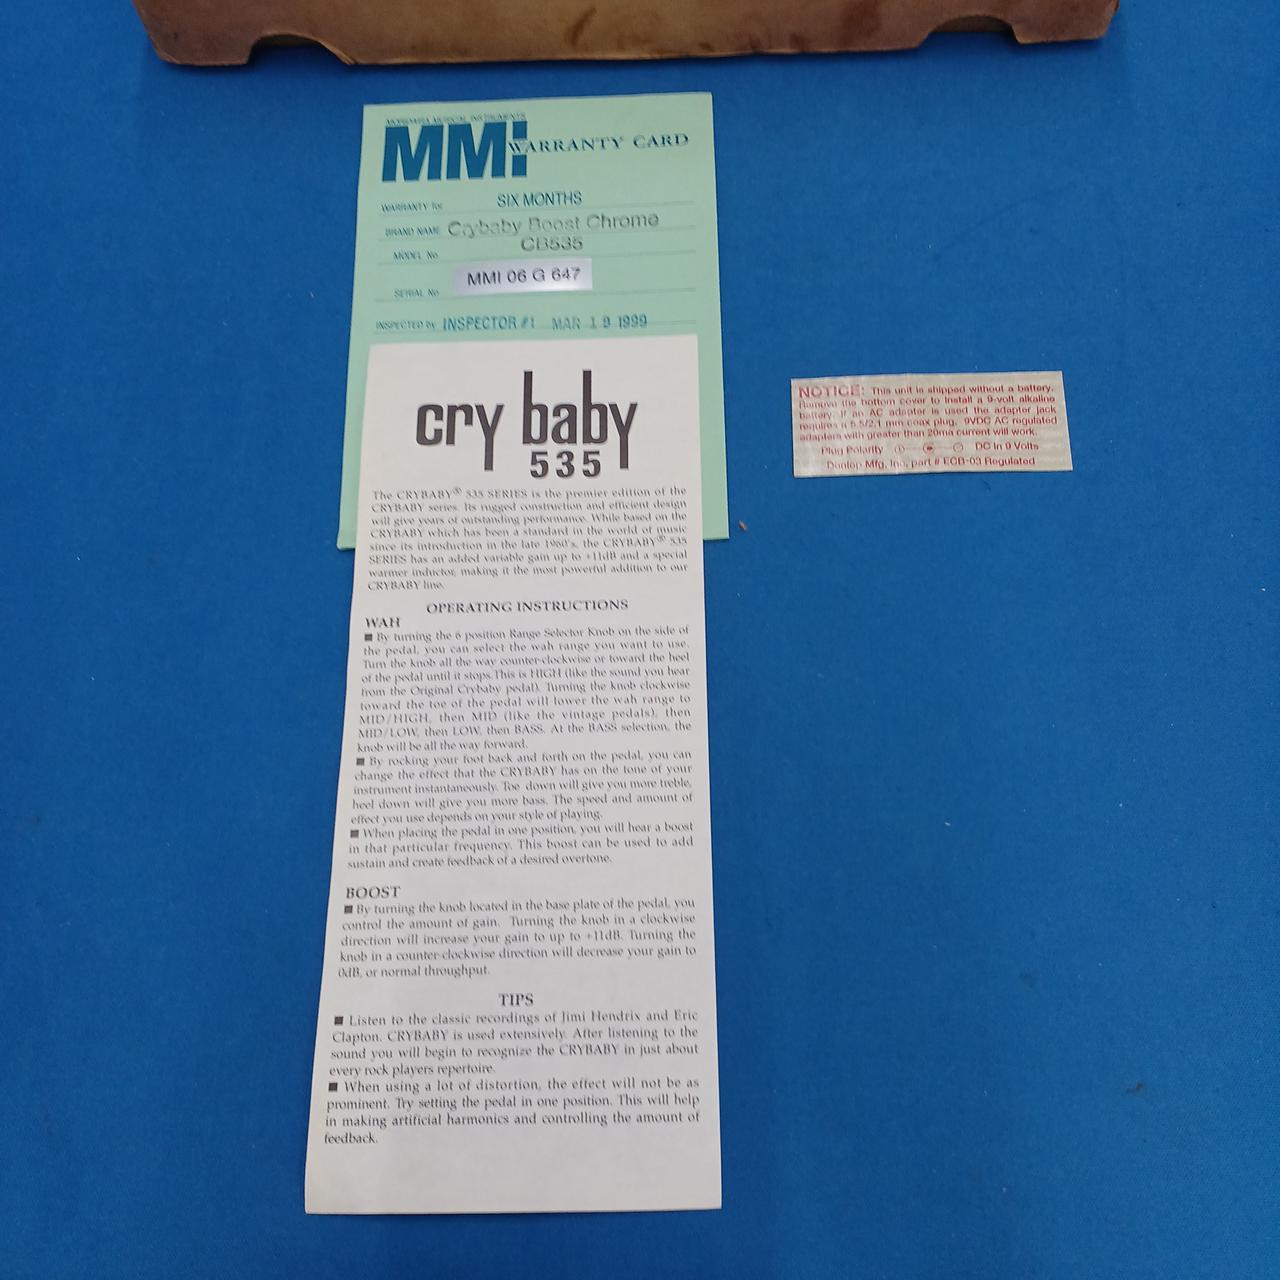 MORIDAIRA MUSICAL INSTRUMENTS
MMI WARRANTY CARD
WARRANTY for SIX MONTHS
BRAND NAME Crybaby Boost Chrome
MODEL No CB535
SERIAL No MMI 06 G 647
INSPECTED by INSPECTOR #1 MAR 19 1999
cry baby
535
The CRYBABY® 535 SERIES is the premier edition of the
CRYBABY series. Its rugged construction and efficient design
will give years of outstanding performance. While based on the
CRYBABY which has been a standard in the world of music
since its introduction in the late 1960's, the CRYBABY® 535
SERIES has an added variable gain up to +11dB and a special
warmer inductor, making it the most powerful addition to our
CRYBABY line.
OPERATING INSTRUCTIONS
WAH
■ By turning the 6 position Range Selector Knob on the side of
the pedal, you can select the wah range you want to use.
Turn the knob all the way counter-clockwise or toward the heel
of the pedal until it stops.This is HIGH (like the sound you hear
from the Original Crybaby pedal). Turning the knob clockwise
toward the toe of the pedal will lower the wah range to
MID/HIGH, then MID (like the vintage pedals), then
MID/LOW, then LOW, then BASS. At the BASS selection, the
knob will be all the way forward.
■ By rocking your foot back and forth on the pedal, you can
change the effect that the CRYBABY has on the tone of your
instrument instantaneously. Toe down will give you more treble,
heel down will give you more bass. The speed and amount of
effect you use depends on your style of playing.
■ When placing the pedal in one position, you will hear a boost
in that particular frequency. This boost can be used to add
sustain and create feedback of a desired overtone.
BOOST
■ By turning the knob located in the base plate of the pedal, you
control the amount of gain. Turning the knob in a clockwise
direction will increase your gain to up to +11dB. Turning the
knob in a counter-clockwise direction will decrease your gain to
0dB, or normal throughput.
TIPS
■ Listen to the classic recordings of Jimi Hendrix and Eric
Clapton. CRYBABY is used extensively. After listening to the
sound you will begin to recognize the CRYBABY in just about
every rock players repertoire.
■ When using a lot of distortion, the effect will not be as
prominent. Try setting the pedal in one position. This will help
in making artificial harmonics and controlling the amount of
feedback.
NOTICE: This unit is shipped without a battery.
Remove the bottom cover to install a 9-volt alkaline
battery. If an AC adapter is used the adapter jack
requires a 5.5/2.1 mm coax plug. 9VDC AC regulated
adapters with greater than 20ma current will work.
Plug Polarity DC In 9 Volts
Dunlop Mfg, Inc. part # ECB-03 Regulated